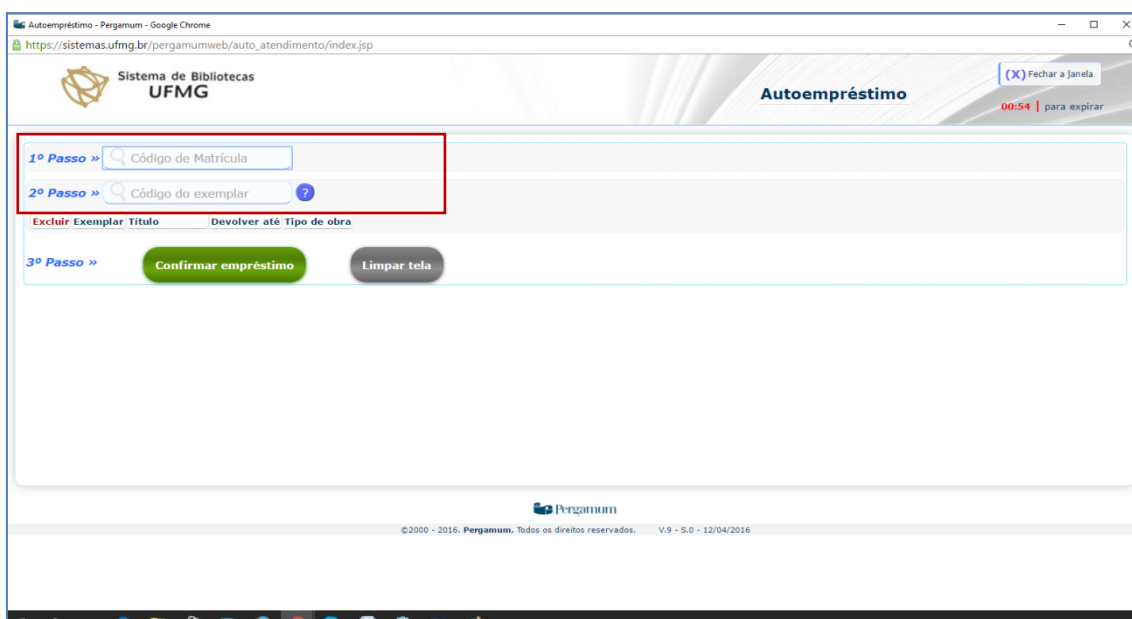 Autoempréstimo - Pergamum - Google Chrome
https://sistemas.ufmg.br/pergamumweb/auto_atendimento/index.jsp
Sistema de Bibliotecas
UFMG
Autoempréstimo
(X) Fechar a Janela
00:54 | para expirar
1º Passo » Código de Matrícula
2º Passo » Código do exemplar ?
Excluir Exemplar Título Devolver até Tipo de obra
3º Passo » Confirmar empréstimo Limpar tela
Pergamum
©2000 - 2016. Pergamum. Todos os direitos reservados. V.9 - S.0 - 12/04/2016